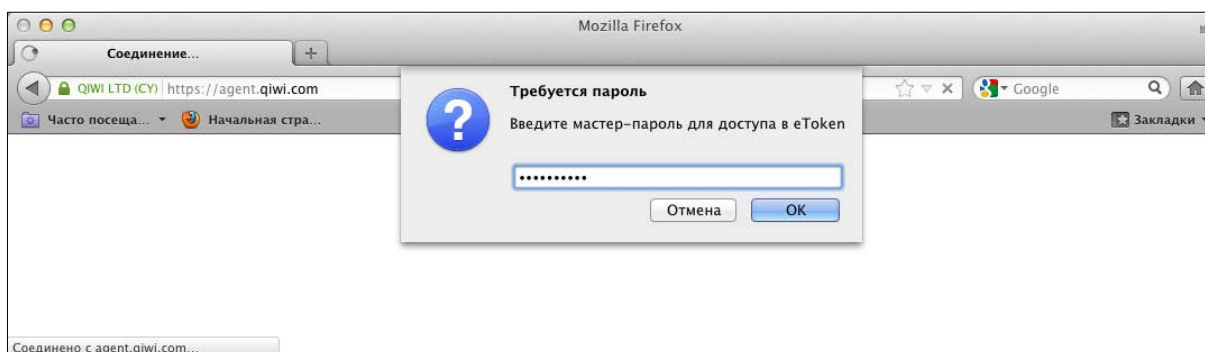 Mozilla Firefox
Соединение...
QIWI LTD (CY) https://agent.qiwi.com
Google
Часто посеща...
Начальная стра...
Закладки
Требуется пароль
Введите мастер-пароль для доступа в eToken
••••••••••
Отмена
OK
Соединено с agent.qiwi.com...